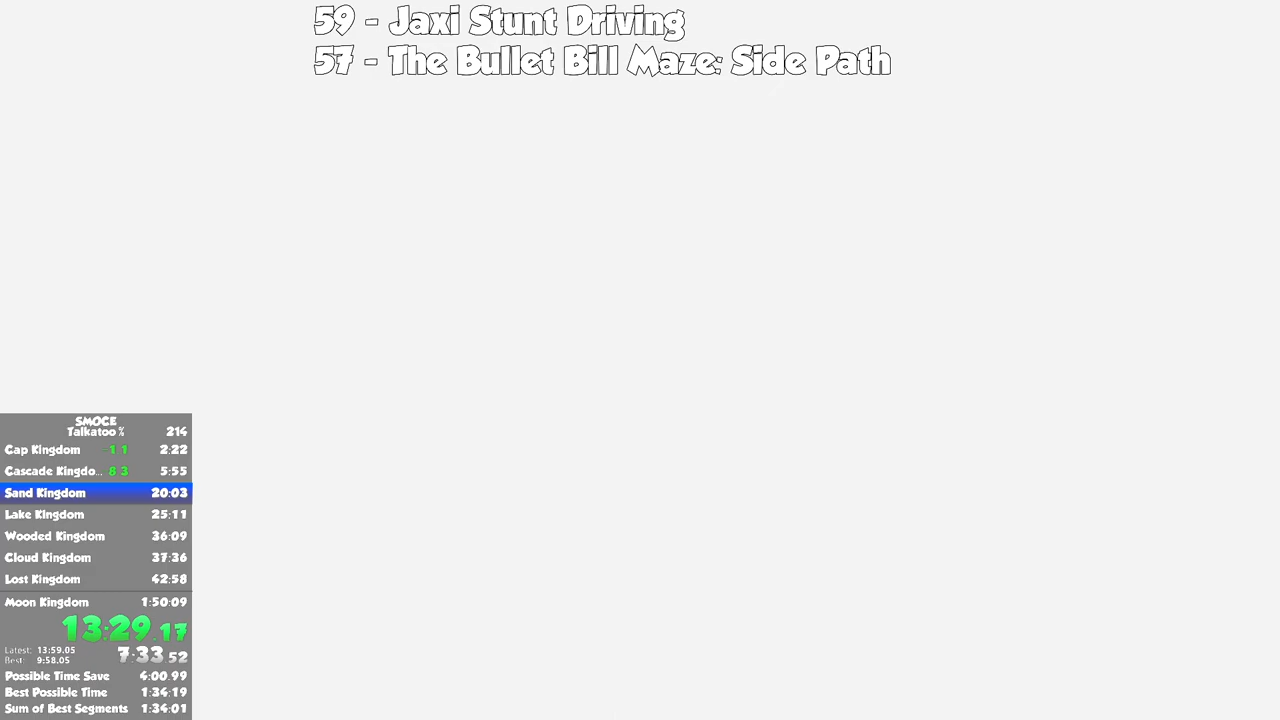 59 - Jaxi Stunt Driving
57 - The Bullet Bill Maze: Side Path
SMOCE
Talkatoo % 214
Cap Kingdom -1.1 2:22
Cascade Kingdo... 8.3 5:55
Sand Kingdom 20:03
Lake Kingdom 25:11
Wooded Kingdom 36:09
Cloud Kingdom 37:36
Lost Kingdom 42:58
Moon Kingdom 1:50:09
13:29.17
Latest: 13:59.05
Best: 9:58.05
7:33.52
Possible Time Save 4:00.99
Best Possible Time 1:34:19
Sum of Best Segments 1:34:01